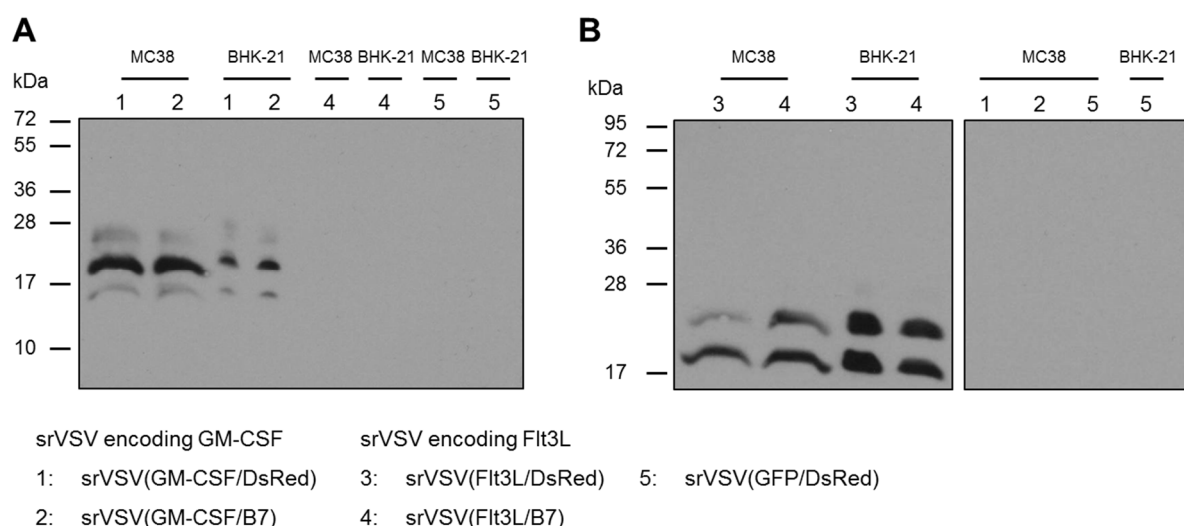 A
MC38 BHK-21 MC38 BHK-21 MC38 BHK-21
kDa
1 2 1 2 4 4 5 5
72
55
36
28
17
10
B
MC38 BHK-21 MC38 BHK-21
kDa
3 4 3 4 1 2 5 5
95
72
55
36
28
17
srVSV encoding GM-CSF
1: srVSV(GM-CSF/DsRed)
2: srVSV(GM-CSF/B7)
srVSV encoding Flt3L
3: srVSV(Flt3L/DsRed)
4: srVSV(Flt3L/B7)
5: srVSV(GFP/DsRed)